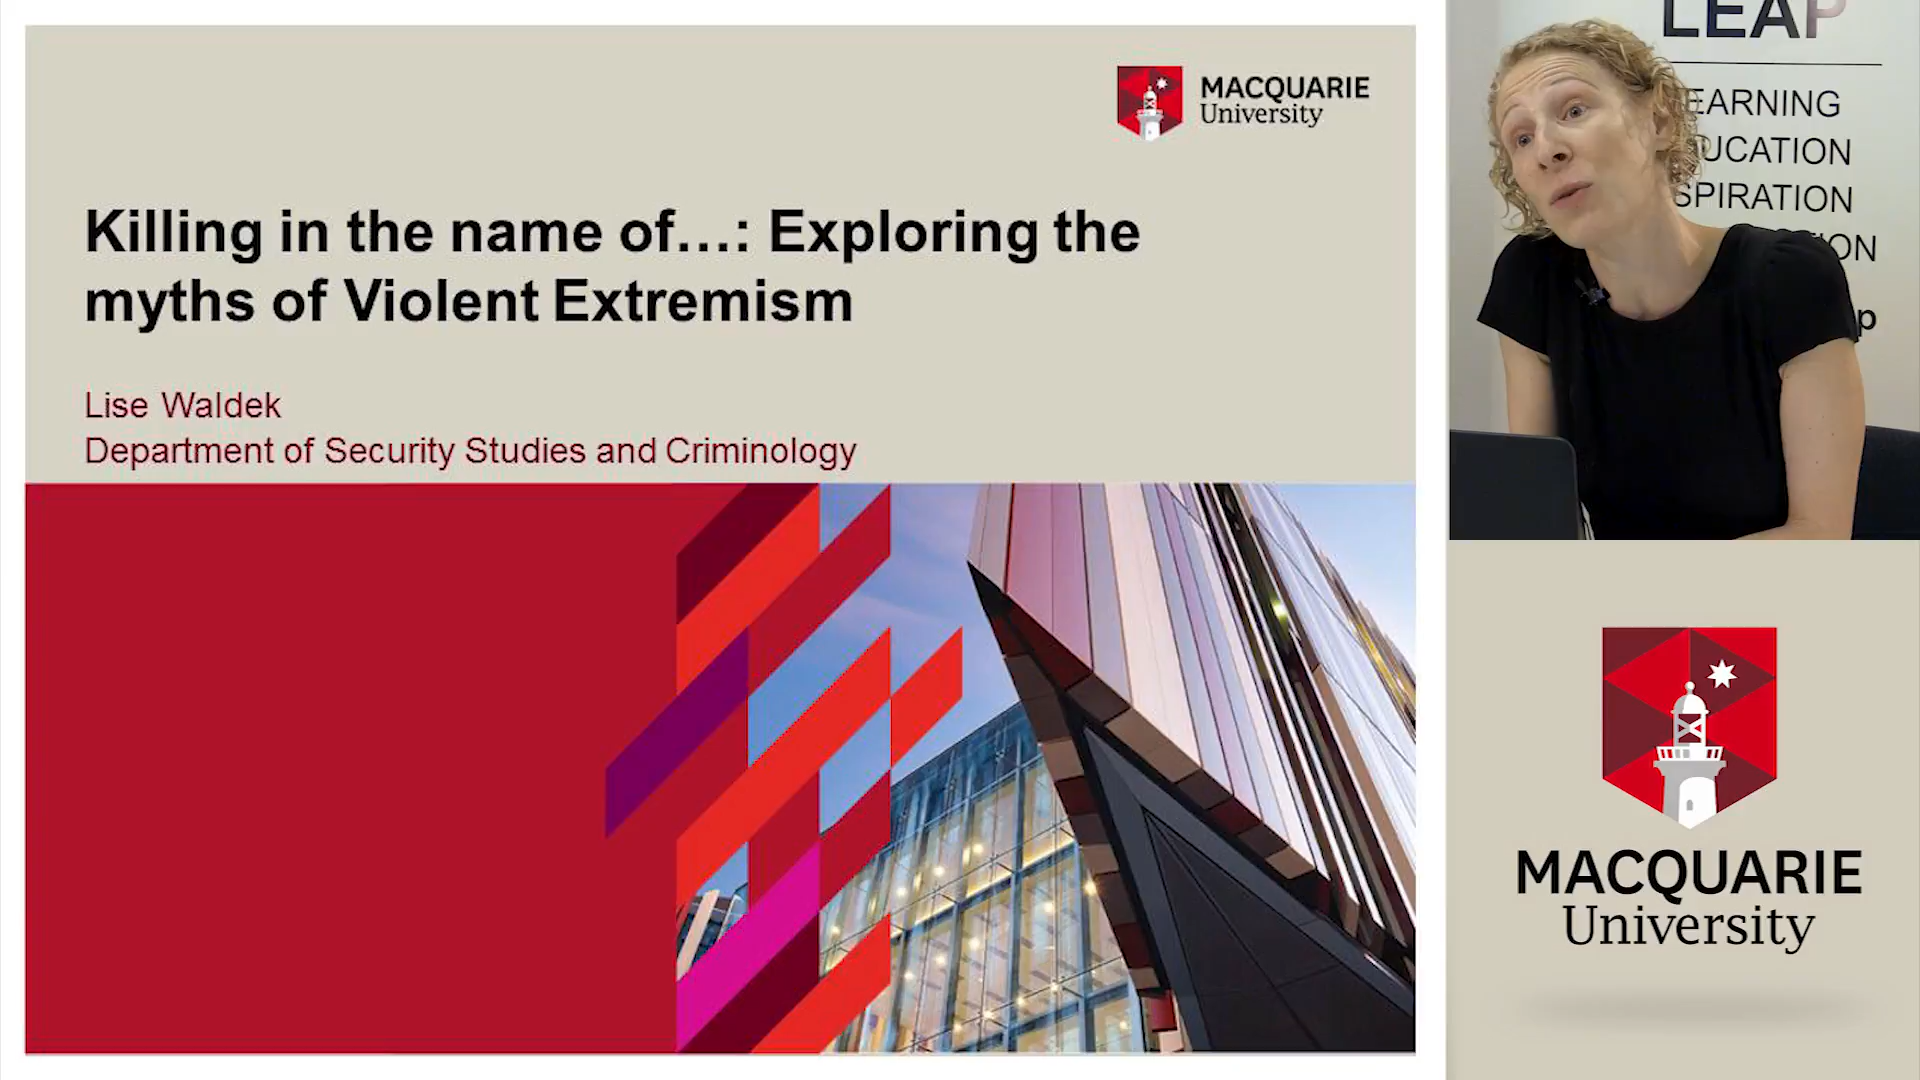 MACQUARIE
University
Killing in the name of...: Exploring the
myths of Violent Extremism
Lise Waldek
Department of Security Studies and Criminology
LEAP
EARNING
UCATION
SPIRATION
ION
p
MACQUARIE
University